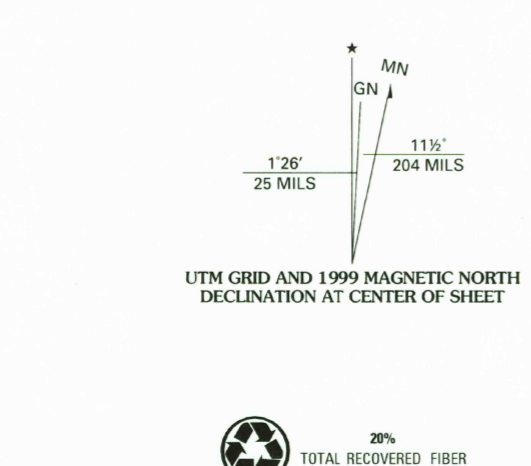 ★
MN
GN
11½°
204 MILS
1°26′
25 MILS
UTM GRID AND 1999 MAGNETIC NORTH
DECLINATION AT CENTER OF SHEET
20%
TOTAL RECOVERED FIBER